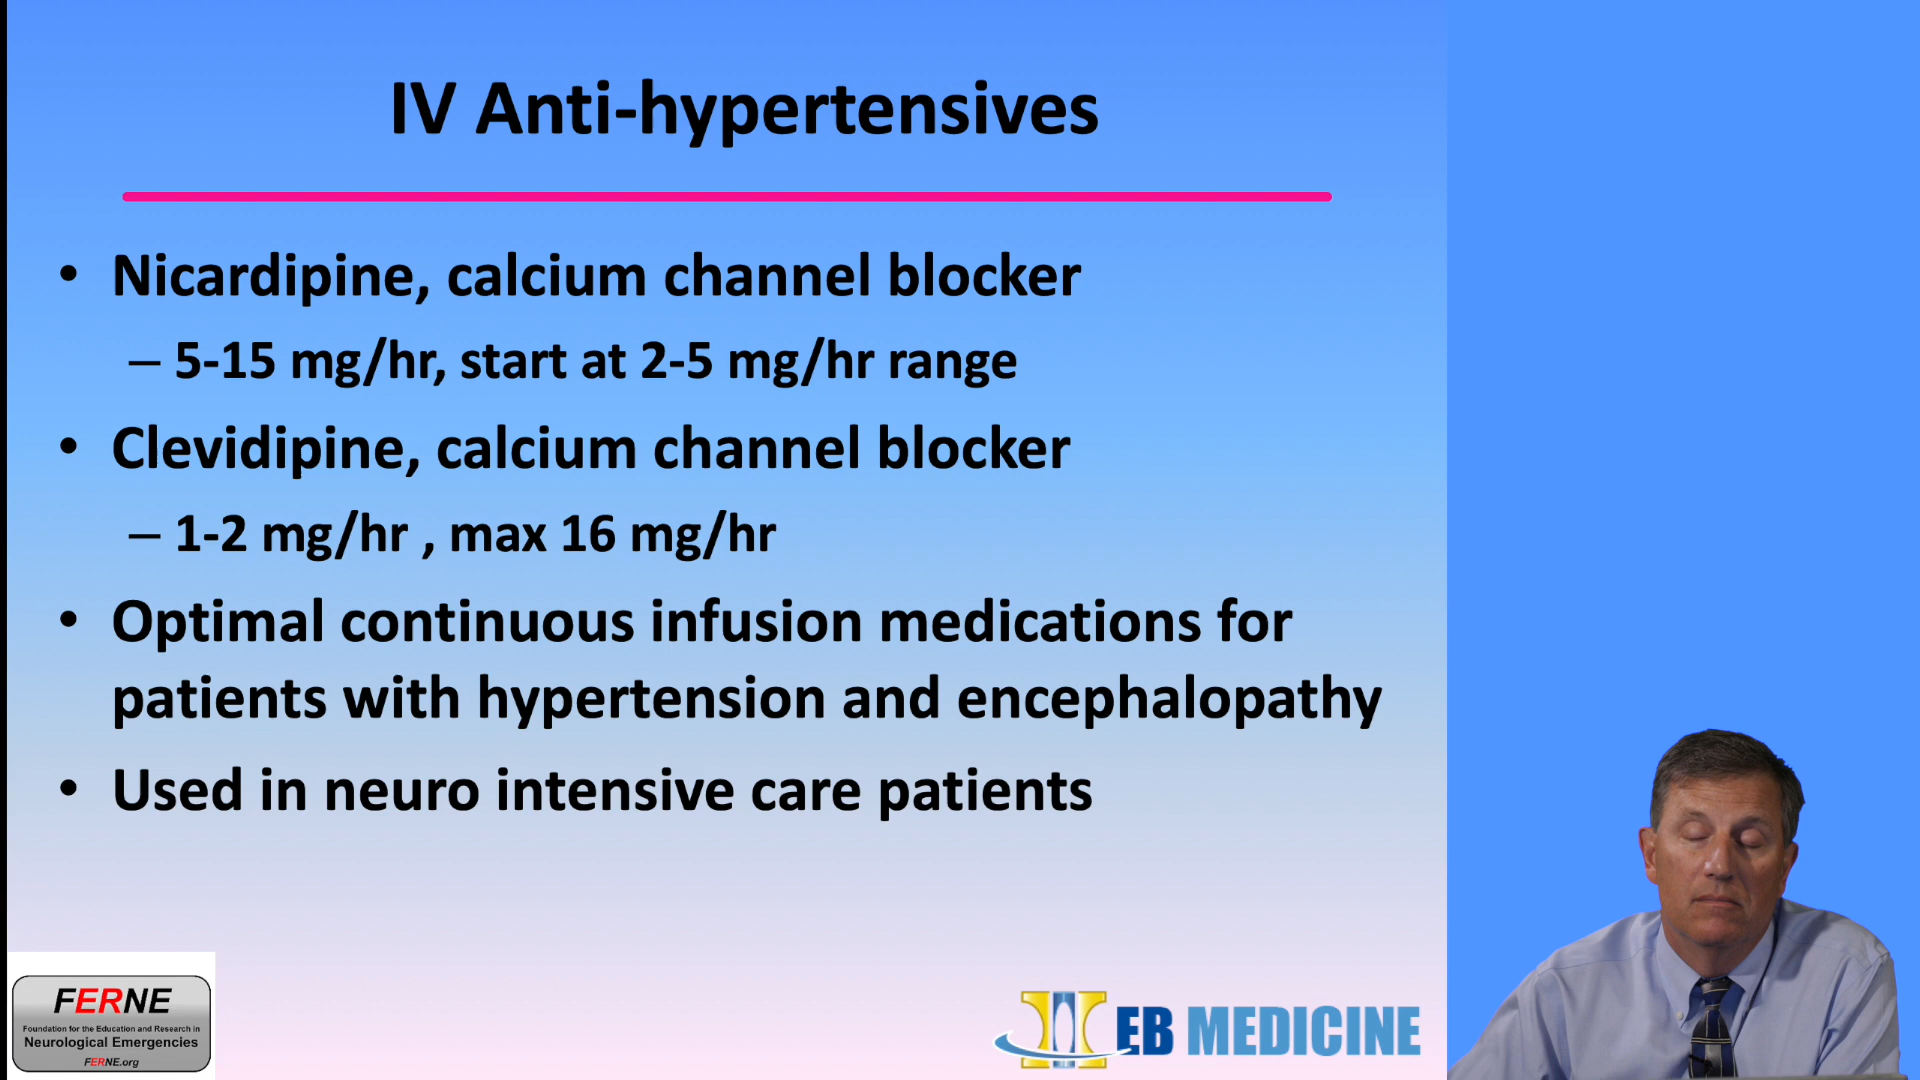 IV Anti-hypertensives
• Nicardipine, calcium channel blocker
– 5-15 mg/hr, start at 2-5 mg/hr range
• Clevidipine, calcium channel blocker
– 1-2 mg/hr , max 16 mg/hr
• Optimal continuous infusion medications for
patients with hypertension and encephalopathy
• Used in neuro intensive care patients
FERNE
Foundation for the Education and Research in
Neurological Emergencies
FERNE.org
EB MEDICINE